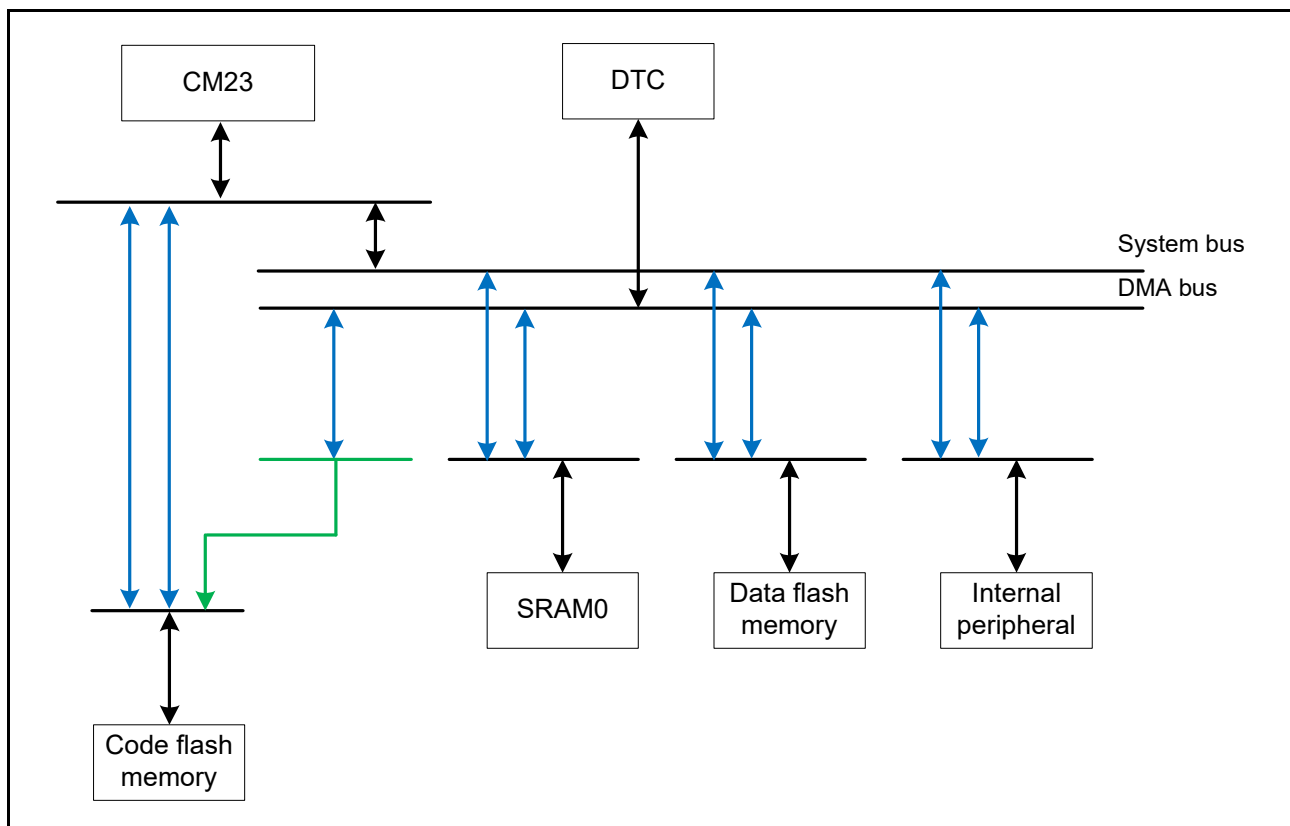 CM23
DTC
System bus
DMA bus
SRAM0
Data flash
memory
Internal
peripheral
Code flash
memory